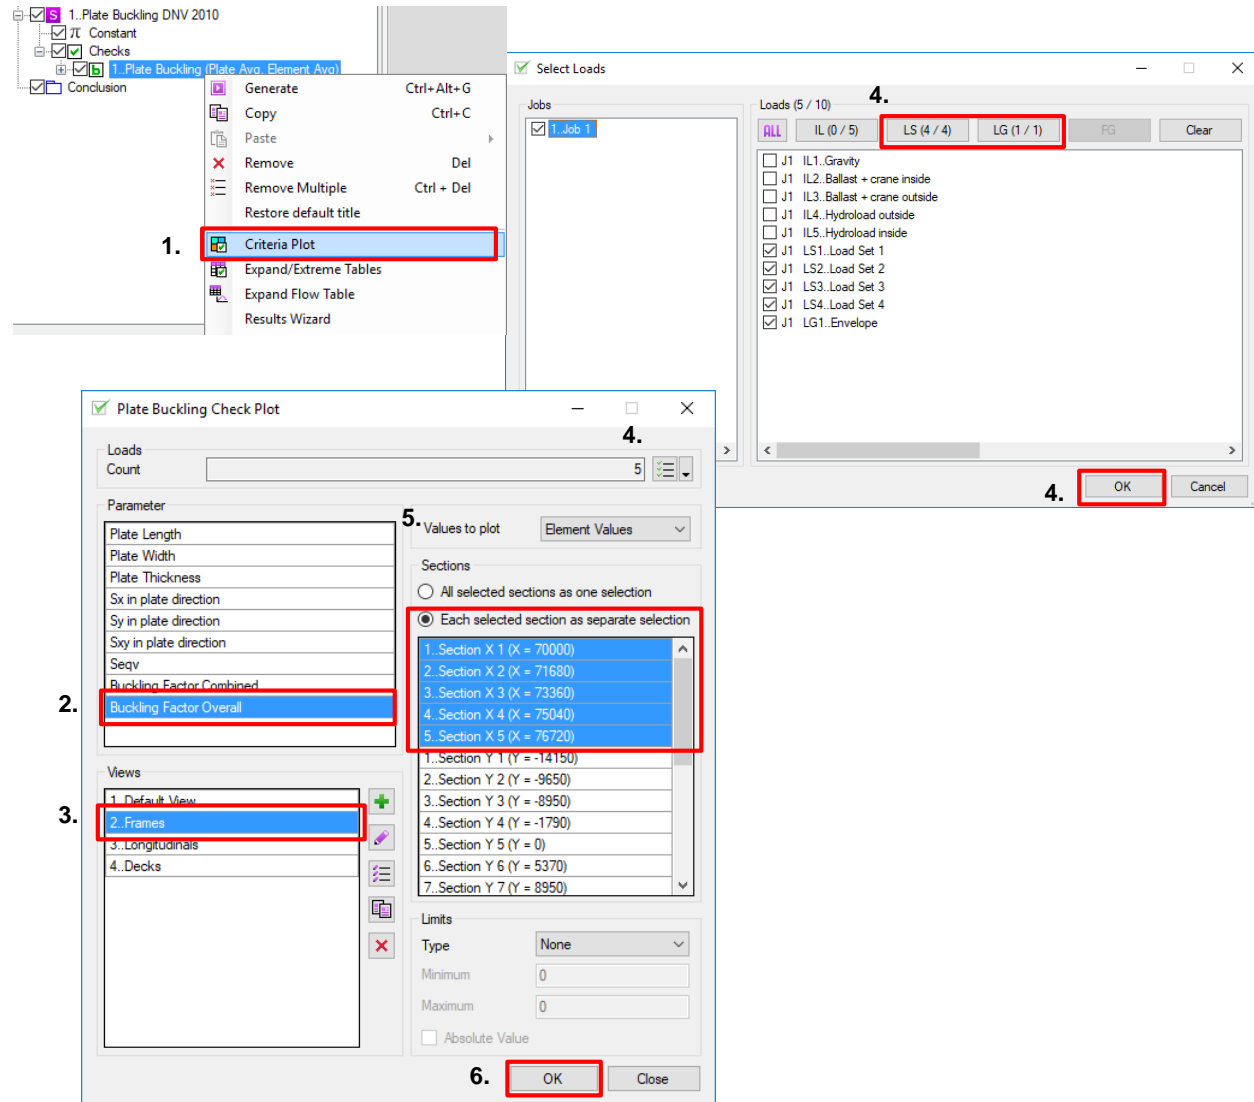 S 1..Plate Buckling DNV 2010
π Constant
Checks
b 1..Plate Buckling (Plate Avg, Element Avg)
Conclusion
Generate Ctrl+Alt+G
Copy Ctrl+C
Paste
Remove Del
Remove Multiple Ctrl + Del
Restore default title
1. Criteria Plot
Expand/Extreme Tables
Expand Flow Table
Results Wizard
Select Loads
Jobs
1..Job 1
Loads (5 / 10)
4.
ALL IL (0 / 5) LS (4 / 4) LG (1 / 1) FG Clear
J1 IL1..Gravity
J1 IL2..Ballast + crane inside
J1 IL3..Ballast + crane outside
J1 IL4..Hydroload outside
J1 IL5..Hydroload inside
J1 LS1..Load Set 1
J1 LS2..Load Set 2
J1 LS3..Load Set 3
J1 LS4..Load Set 4
J1 LG1..Envelope
4. OK Cancel
Plate Buckling Check Plot
4.
Loads
Count 5
Parameter
Plate Length
Plate Width
Plate Thickness
Sx in plate direction
Sy in plate direction
Sxy in plate direction
Seqv
Buckling Factor Combined
2. Buckling Factor Overall
Views
1..Default View
3. 2..Frames
3..Longitudinals
4..Decks
5. Values to plot Element Values
Sections
All selected sections as one selection
Each selected section as separate selection
1..Section X 1 (X = 70000)
2..Section X 2 (X = 71680)
3..Section X 3 (X = 73360)
4..Section X 4 (X = 75040)
5..Section X 5 (X = 76720)
1..Section Y 1 (Y = -14150)
2..Section Y 2 (Y = -9650)
3..Section Y 3 (Y = -8950)
4..Section Y 4 (Y = -1790)
5..Section Y 5 (Y = 0)
6..Section Y 6 (Y = 5370)
7..Section Y 7 (Y = 8950)
Limits
Type None
Minimum 0
Maximum 0
Absolute Value
6. OK Close